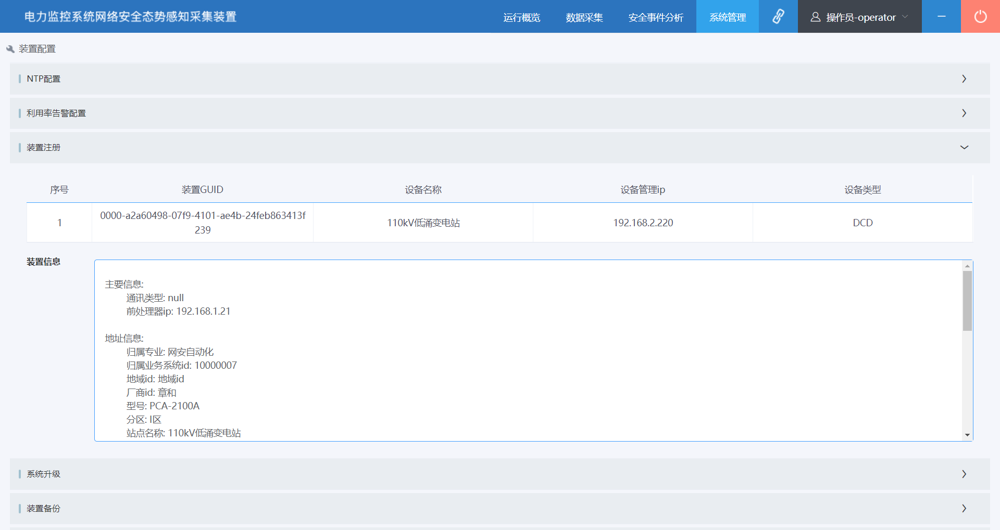 电力监控系统网络安全态势感知采集装置
运行概览 数据采集 安全事件分析 系统管理 操作员-operator
装置配置
NTP配置
利用率告警配置
装置注册
序号 装置GUID 设备名称 设备管理ip 设备类型
1 0000-a2a60498-07f9-4101-ae4b-24feb863413f
239 110kV低涌变电站 192.168.2.220 DCD
装置信息
主要信息:
通讯类型: null
前处理器ip: 192.168.1.21
地址信息:
归属专业: 网安自动化
归属业务系统id: 10000007
地域id: 地域id
厂商id: 章和
型号: PCA-2100A
分区: I区
站点名称: 110kV低涌变电站
系统升级
装置备份